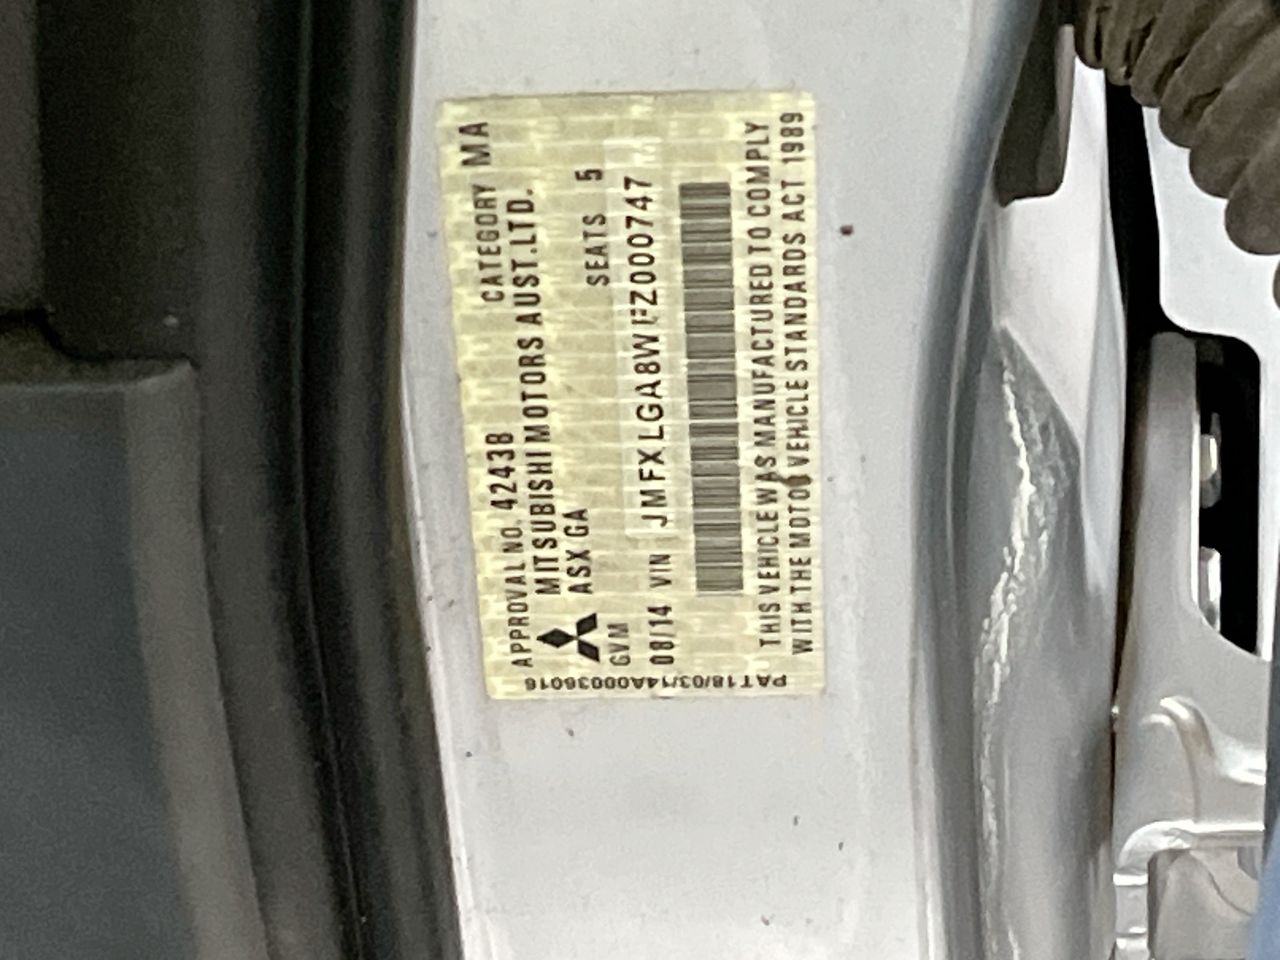 APPROVAL NO. 4243B CATEGORY MA
MITSUBISHI MOTORS AUST.LTD.
ASX GA
GVM SEATS 5
08/14 VIN JMFXLGA8WFZ000747
THIS VEHICLE WAS MANUFACTURED TO COMPLY
WITH THE MOTOR VEHICLE STANDARDS ACT 1989
PAT18/03/14A00036016